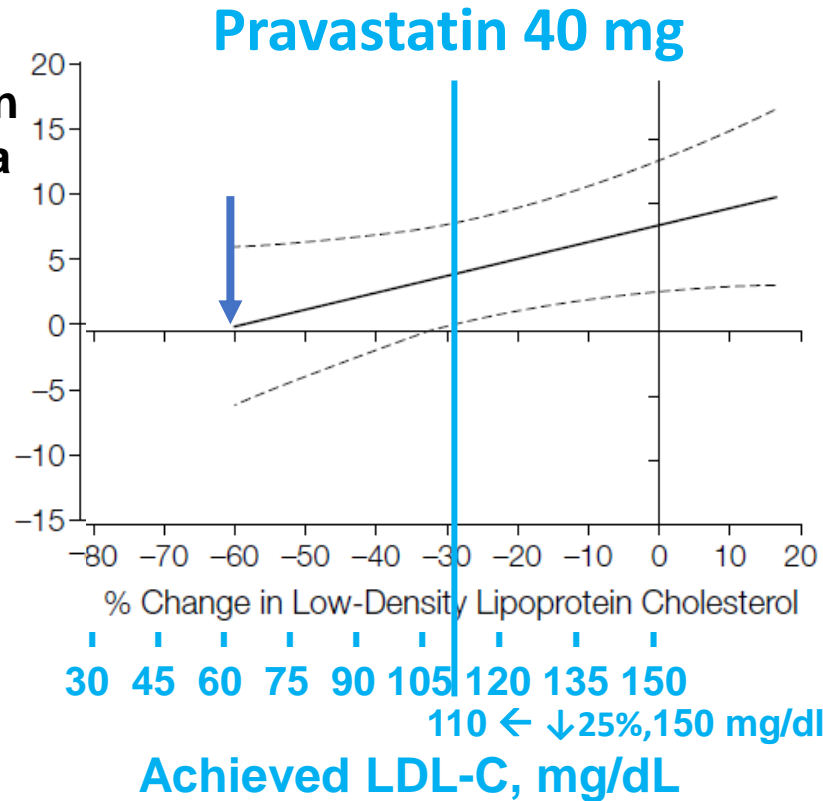 Pravastatin 40 mg
20
15
10
5
0
–5
–10
–15
–80 –70 –60 –50 –40 –30 –20 –10 0 10 20
% Change in Low-Density Lipoprotein Cholesterol
30 45 60 75 90 105 120 135 150
110 ← ↓25%,150 mg/dl
Achieved LDL-C, mg/dL